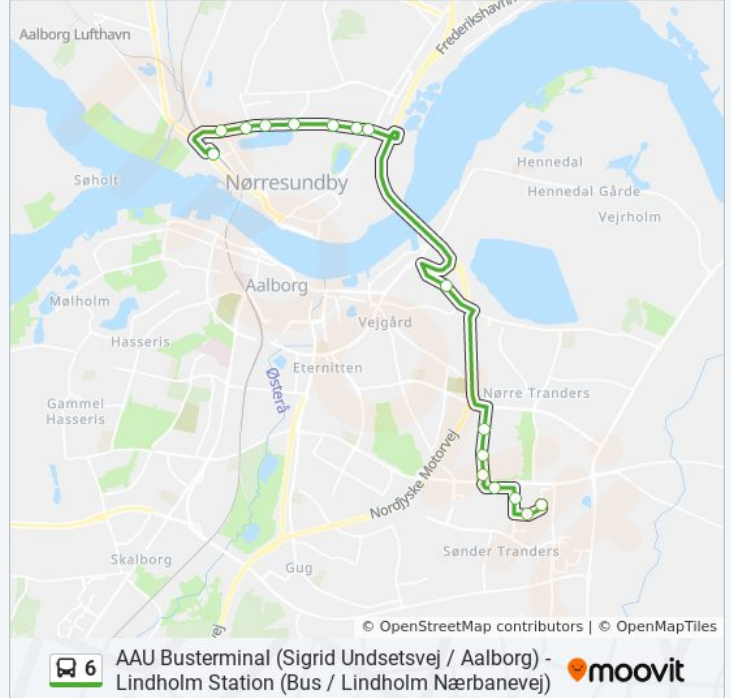 Aalborg Lufthavn
Frederikshavn
Nørresundby
Søholt
Hennedal
Hennedal Gårde
Vejrholm
Aalborg
Mølholm
Vejgård
Hasseris
Eternitten
Østerå
Nørre Tranders
Gammel
Hasseris
Nordjyske Motorvej
Sønder Tranders
Skalborg
Gug
vej
© OpenStreetMap contributors | © OpenMapTiles
6
AAU Busterminal (Sigrid Undsetsvej / Aalborg) -
Lindholm Station (Bus / Lindholm Nærbanevej)
moovit